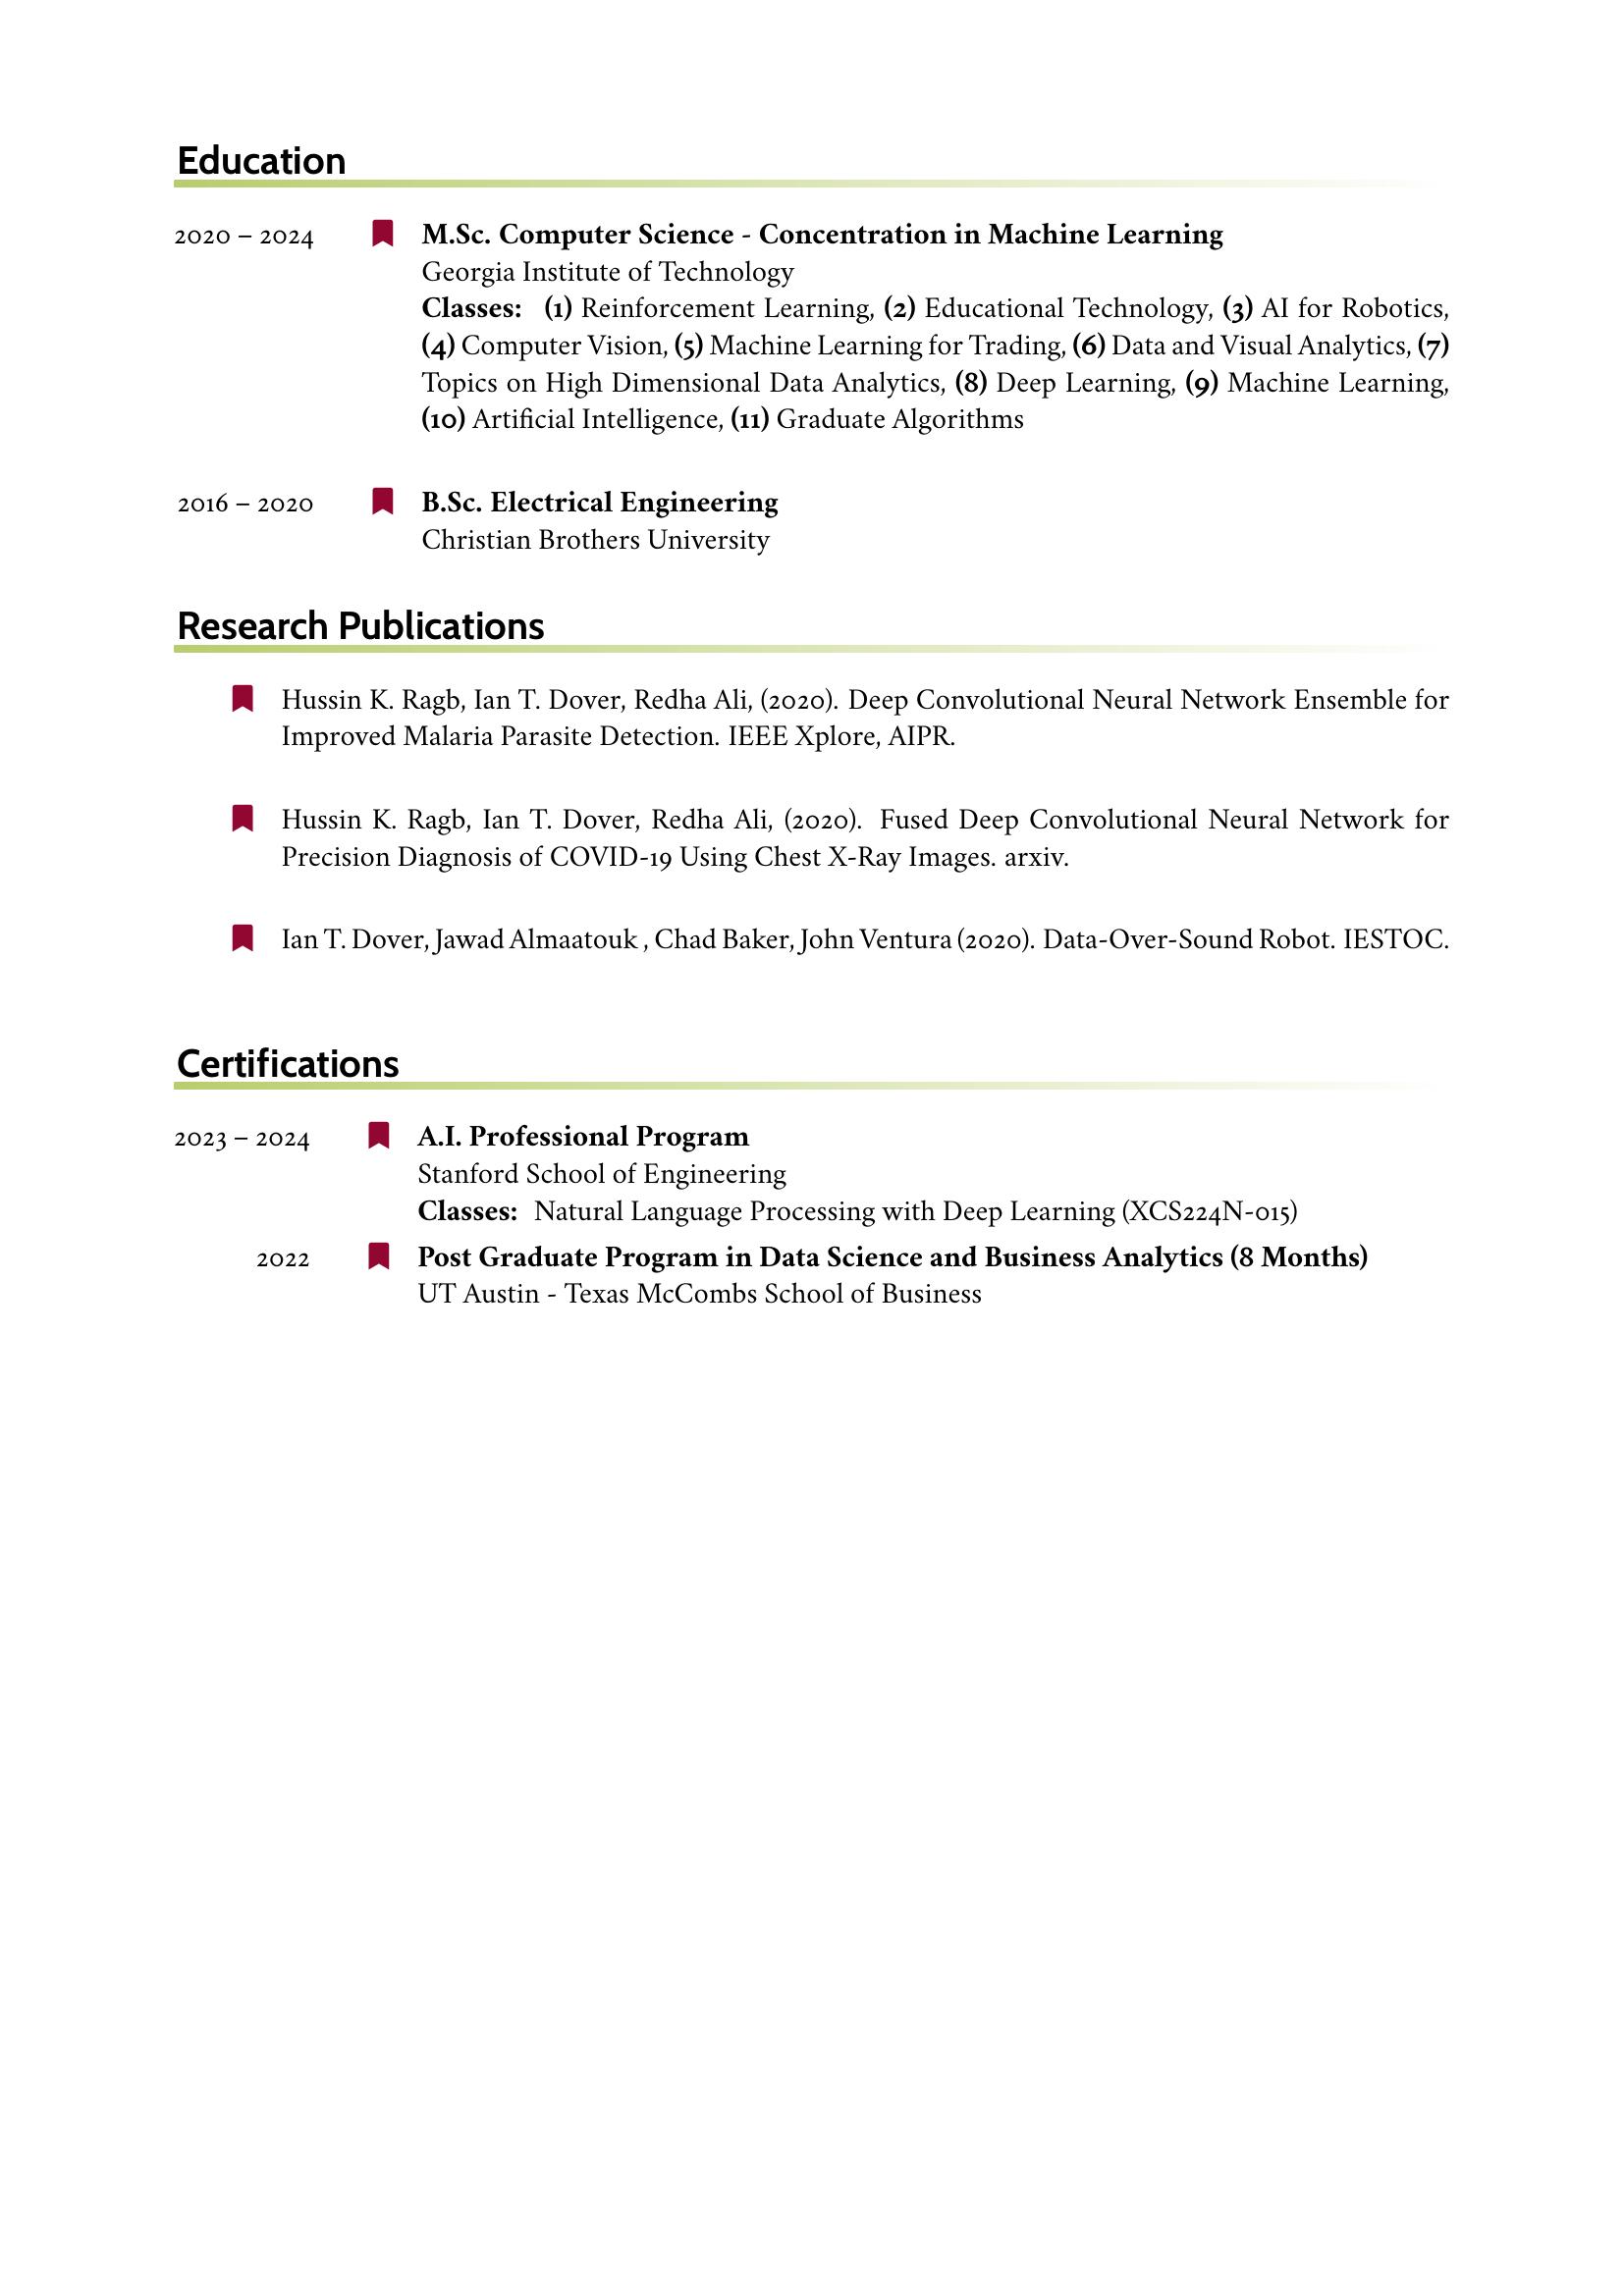 Education
2020 – 2024 M.Sc. Computer Science - Concentration in Machine Learning
Georgia Institute of Technology
Classes: (1) Reinforcement Learning, (2) Educational Technology, (3) AI for Robotics,
(4) Computer Vision, (5) Machine Learning for Trading, (6) Data and Visual Analytics, (7)
Topics on High Dimensional Data Analytics, (8) Deep Learning, (9) Machine Learning,
(10) Artificial Intelligence, (11) Graduate Algorithms
2016 – 2020 B.Sc. Electrical Engineering
Christian Brothers University
Research Publications
Hussin K. Ragb, Ian T. Dover, Redha Ali, (2020). Deep Convolutional Neural Network Ensemble for
Improved Malaria Parasite Detection. IEEE Xplore, AIPR.
Hussin K. Ragb, Ian T. Dover, Redha Ali, (2020). Fused Deep Convolutional Neural Network for
Precision Diagnosis of COVID-19 Using Chest X-Ray Images. arxiv.
Ian T. Dover, Jawad Almaatouk , Chad Baker, John Ventura (2020). Data-Over-Sound Robot. IESTOC.
Certifications
2023 – 2024 A.I. Professional Program
Stanford School of Engineering
Classes: Natural Language Processing with Deep Learning (XCS224N-015)
2022 Post Graduate Program in Data Science and Business Analytics (8 Months)
UT Austin - Texas McCombs School of Business